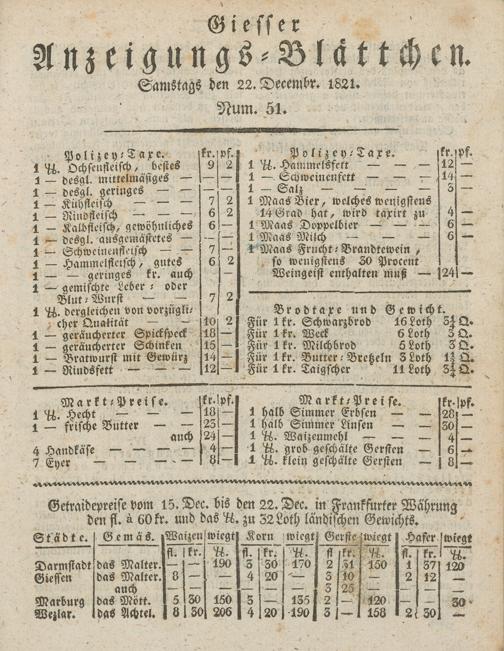 Giesser
Anzeigungs-Blättchen.
Samstags den 22. Decembr. 1821.
Num. 51.
Polizey-Taxe. kr. pf.
1 ℔. Ochsenfleisch, bestes 9 2
1 — desgl. mittelmäsiges — — —
1 — desgl. geringes — —
1 — Kühfleisch — — 7 2
1 — Rindfleisch — — 6 2
1 — Kalbfleisch, gewöhnliches 6 —
1 — desgl. ausgemästetes — — —
1 — Schweinenfleisch — 7 —
1 — Hammelfleisch, gutes 6 2
1 — — geringes kr. auch — —
1 — gemischte Leber- oder
Blut-Wurst — — 7 2
1 ℔. dergleichen von vorzügli-
cher Qualität — — 10 2
1 — geräucherter Spickspeck 18 —
1 — geräucherter Schinken 15 —
1 — Bratwurst mit Gewürz 14 —
1 — Rindsfett — — 12 —
Polizey-Taxe. kr. pf.
1 ℔. Hammelsfett — — 12 —
1 — Schweinenfett — — 14 —
1 — Salz — — — 3 —
1 Maas Bier, welches wenigstens
14 Grad hat, wird taxirt zu 4 —
1 Maas Doppelbier — — 6 —
1 Maas Milch — — 6 —
1 Maas Frucht-Brandtewein,
so wenigstens 30 Procent
Weingeist enthalten muß — 24 —
Brodtaxe und Gewicht.
Für 1 kr. Schwarzbrod 16 Loth 3¼ Q.
Für 1 kr. Weck 6 Loth 3 Q.
Für 1 kr. Milchbrod 5 Loth 3 Q.
Für 1 kr. Butter-Bretzeln 3 Loth Q.
Für 1 kr. Taigscher 11 Loth Q.
Markt-Preise. kr. pf.
1 ℔. Hecht — — 18 —
1 — frische Butter — — 23 —
auch 24 —
4 Handkäse — — — 4 —
7 Eyer — — — 8 —
Markt-Preise. kr. pf.
1 halb Simmer Erbsen — — 28 —
1 halb Simmer Linsen — — 30 —
1 ℔. Waizenmehl — — 4 —
1 ℔. grob geschälte Gersten — 6 —
1 ℔. klein geschälte Gersten — 8 —
Getraidepreise vom 15. Dec. bis den 22. Dec. in Frankfurter Währung
den fl. à 60 kr. und das ℔. zu 32 Loth ländischen Gewichts.
Städte. Gemäs. Waizen wiegt Korn wiegt Gerste wiegt Hafer wiegt
fl. kr. ℔. fl. kr. ℔. fl. kr. ℔. fl. kr. ℔.
Darmstadt das Malter. — — 190 3 30 170 2 31 150 1 37 120
Giessen das Malter. 8 — 4 20 — 3 10 — 2 12 —
auch 3 25
Marburg das Mött. 5 30 150 3 135 2 — 120 30
Wezlar. das Achtel. 8 30 206 4 20 190 3 — 158 2 30 —